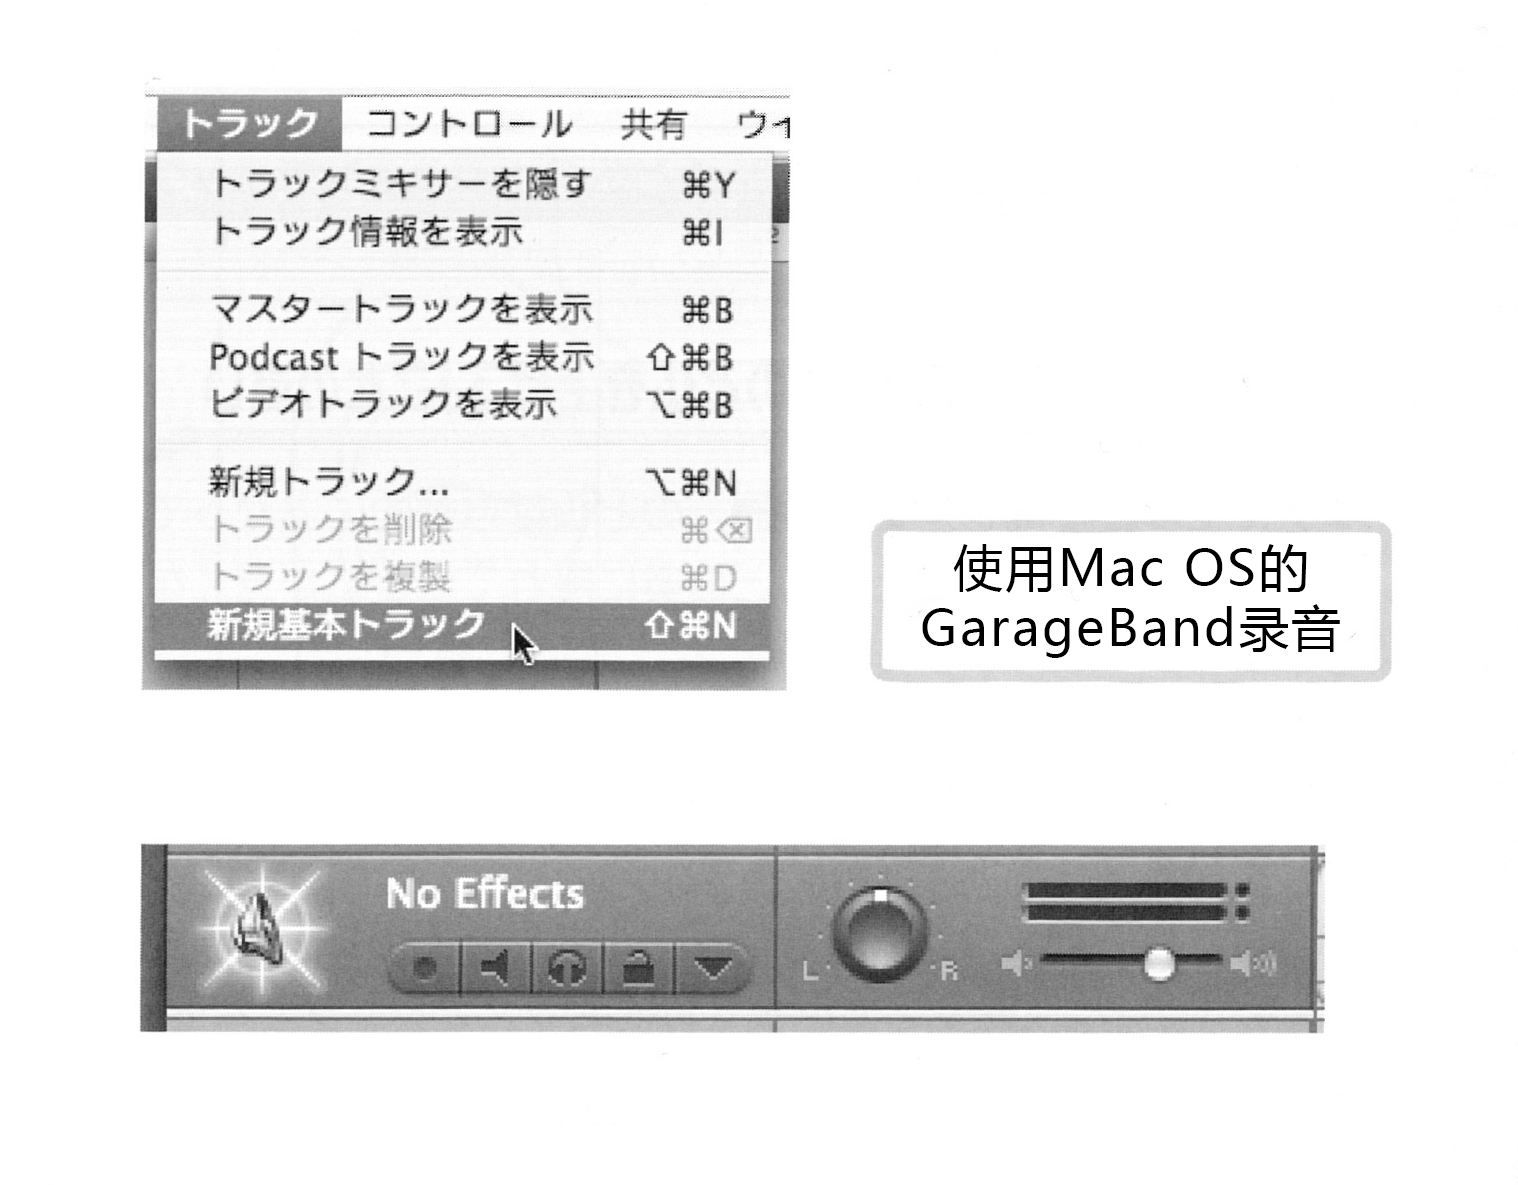 トラック コントロール 共有 ウィ
トラックミキサーを隠す ⌘Y
トラック情報を表示 ⌘I
マスタートラックを表示 ⌘B
Podcast トラックを表示 ⇧⌘B
ビデオトラックを表示 ⌥⌘B
新規トラック... ⌥⌘N
トラックを削除 ⌘⌫
トラックを複製 ⌘D
新規基本トラック ⇧⌘N
使用Mac OS的
GarageBand录音
No Effects
L R